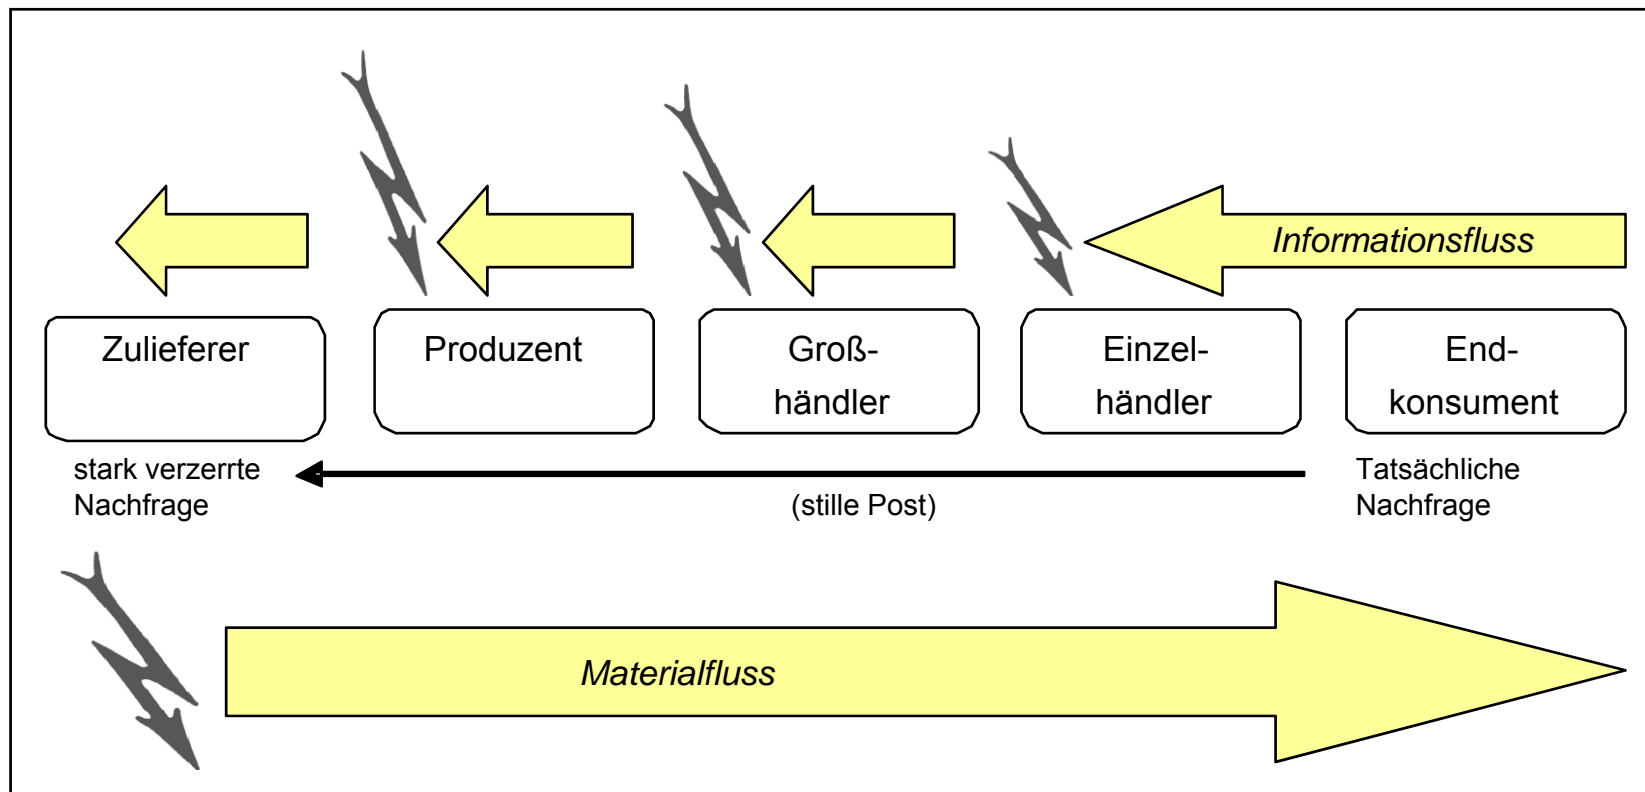 Informationsfluss
Zulieferer
Produzent
Groß-
händler
Einzel-
händler
End-
konsument
stark verzerrte
Nachfrage
(stille Post)
Tatsächliche
Nachfrage
Materialfluss